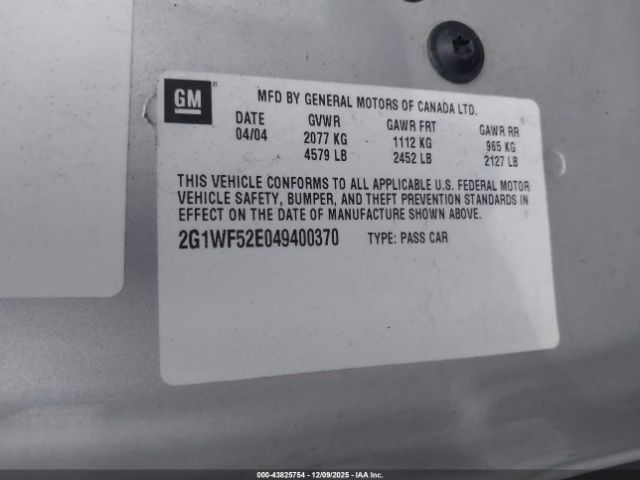 GM
MFD BY GENERAL MOTORS OF CANADA LTD.
DATE GVWR GAWR FRT GAWR RR
04/04 2077 KG 1112 KG 965 KG
4579 LB 2452 LB 2127 LB
THIS VEHICLE CONFORMS TO ALL APPLICABLE U.S. FEDERAL MOTOR
VEHICLE SAFETY, BUMPER, AND THEFT PREVENTION STANDARDS IN
EFFECT ON THE DATE OF MANUFACTURE SHOWN ABOVE.
2G1WF52E049400370 TYPE: PASS CAR
000-43825754 | 12/09/2025 | IAA Inc.